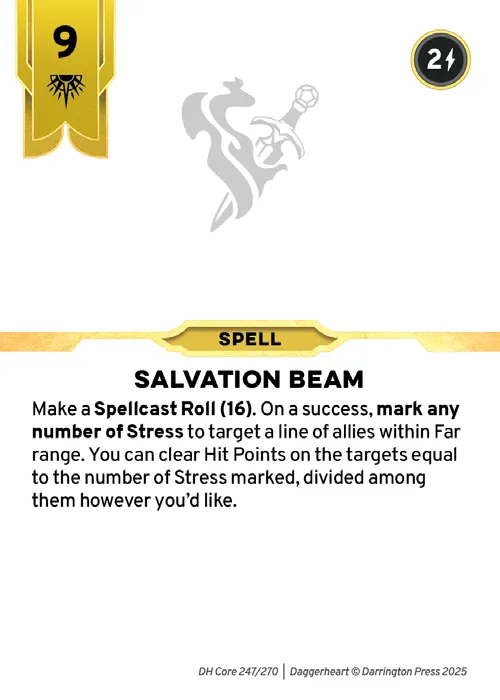 9
2
SPELL
SALVATION BEAM
Make a Spellcast Roll (16). On a success, mark any
number of Stress to target a line of allies within Far
range. You can clear Hit Points on the targets equal
to the number of Stress marked, divided among
them however you’d like.
DH Core 247/270 | Daggerheart © Darrington Press 2025